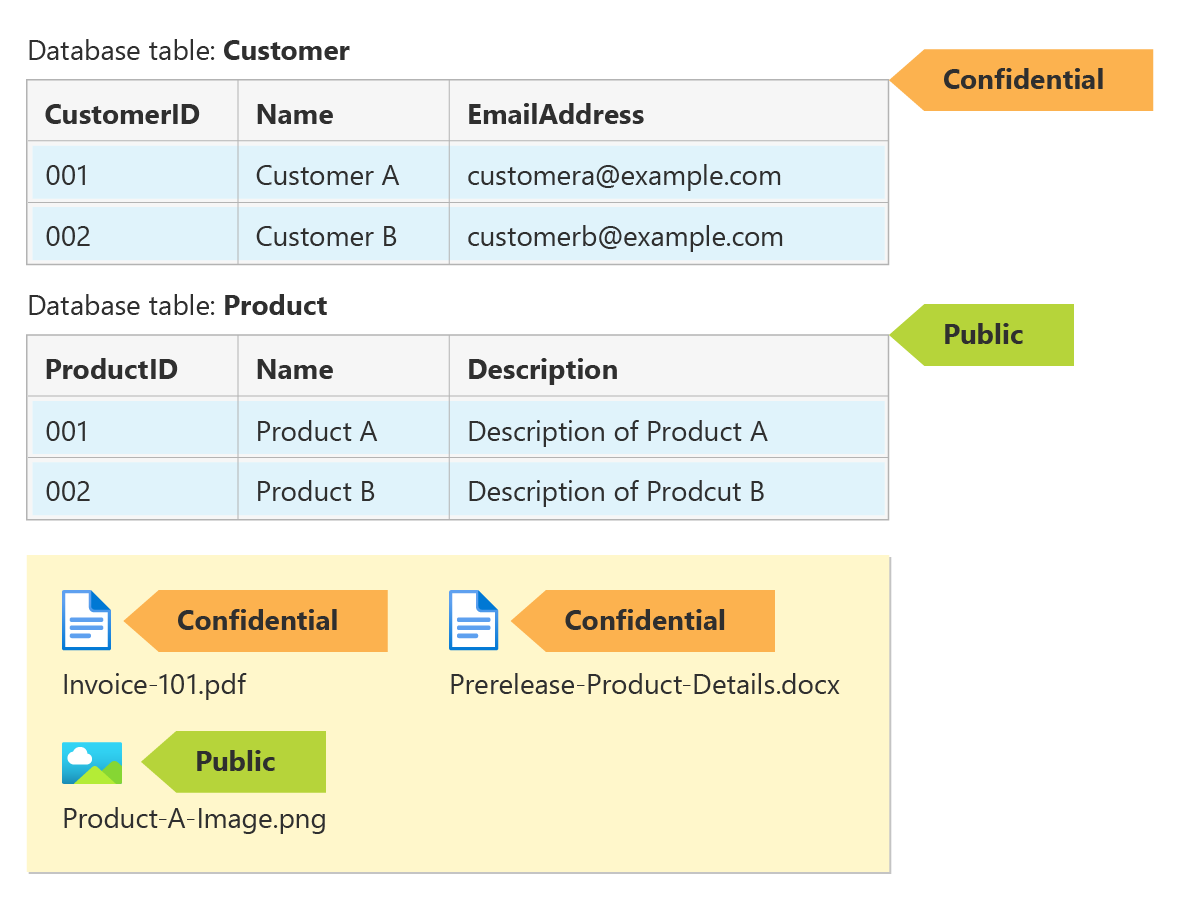 Database table: Customer
Confidential
CustomerID Name EmailAddress
001 Customer A customera@example.com
002 Customer B customerb@example.com
Database table: Product
Public
ProductID Name Description
001 Product A Description of Product A
002 Product B Description of Prodcut B
Confidential Confidential
Invoice-101.pdf Prerelease-Product-Details.docx
Public
Product-A-Image.png